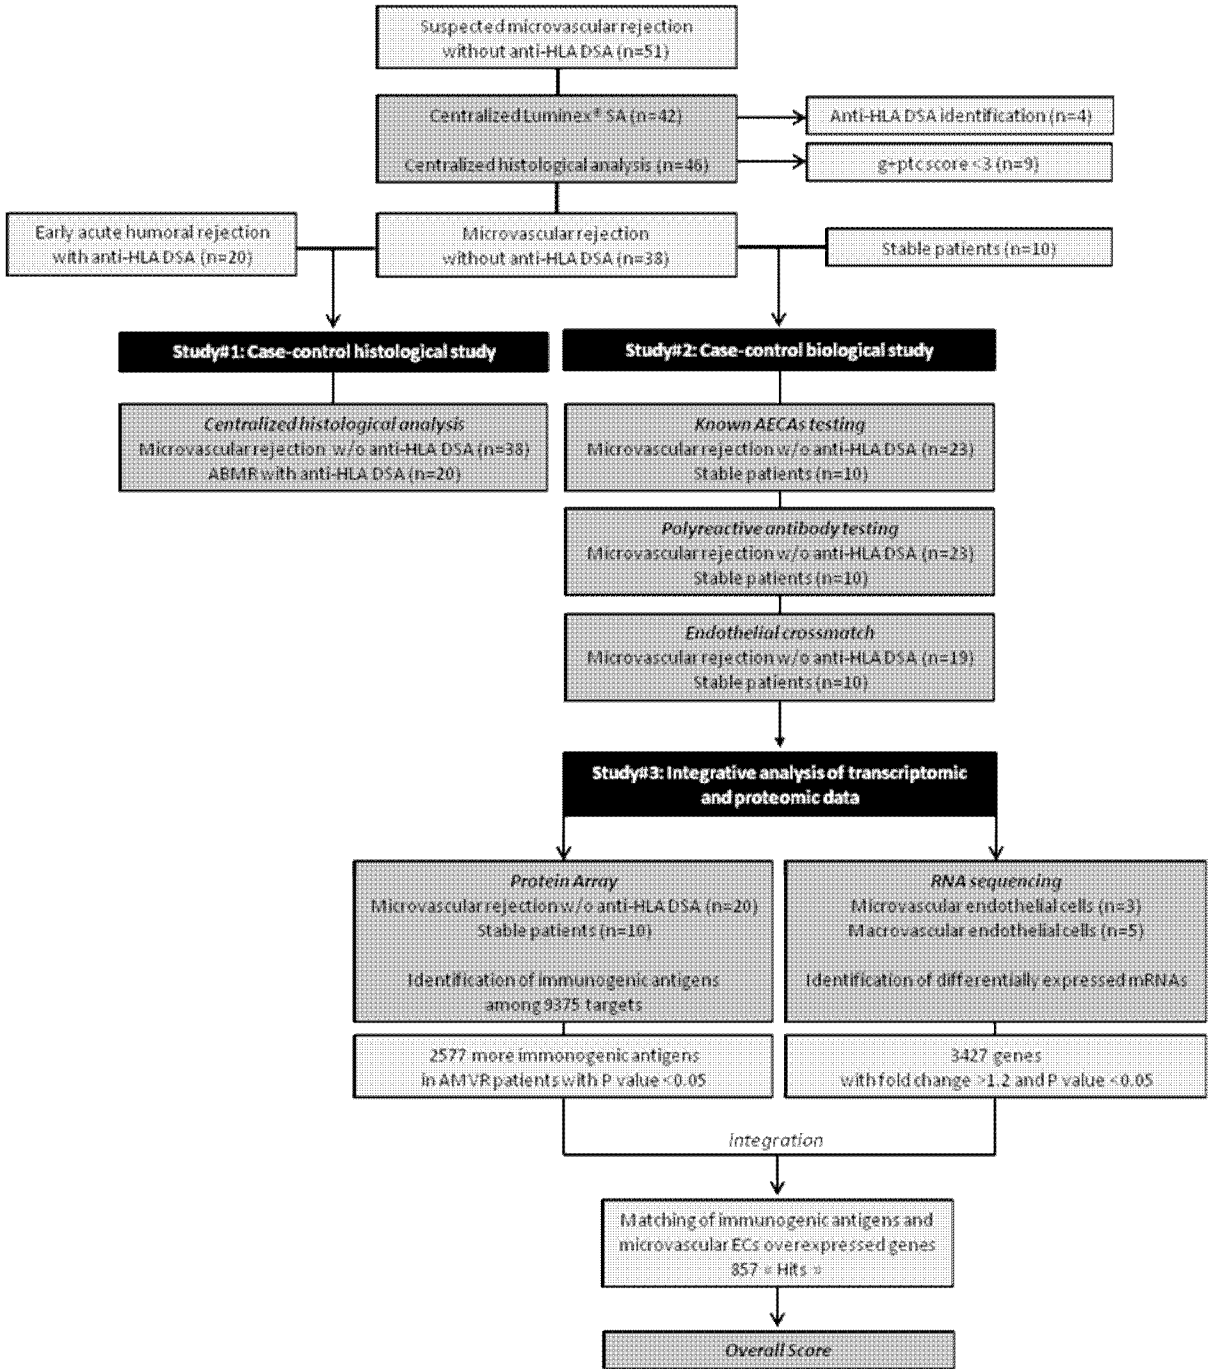 Suspected microvascular rejection
without anti-HLA DSA (n=51)
Centralized Luminex® SA (n=42)
Anti-HLA DSA identification (n=4)
Centralized histological analysis (n=46)
g+ptc score <3 (n=9)
Early acute humoral rejection
with anti-HLA DSA (n=20)
Microvascular rejection
without anti-HLA DSA (n=38)
Stable patients (n=10)
Study#1: Case-control histological study
Study#2: Case-control biological study
Centralized histological analysis
Microvascular rejection w/o anti-HLA DSA (n=38)
ABMR with anti-HLA DSA (n=20)
Known AECAs testing
Microvascular rejection w/o anti-HLA DSA (n=23)
Stable patients (n=10)
Polyreactive antibody testing
Microvascular rejection w/o anti-HLA DSA (n=23)
Stable patients (n=10)
Endothelial crossmatch
Microvascular rejection w/o anti-HLA DSA (n=19)
Stable patients (n=10)
Study#3: Integrative analysis of transcriptomic
and proteomic data
Protein Array
Microvascular rejection w/o anti-HLA DSA (n=20)
Stable patients (n=10)
Identification of immunogenic antigens
among 9375 targets
RNA sequencing
Microvascular endothelial cells (n=3)
Macrovascular endothelial cells (n=5)
Identification of differentially expressed mRNAs
2577 more immonogenic antigens
in AMVR patients with P value <0.05
3427 genes
with fold change >1.2 and P value <0.05
integration
Matching of immunogenic antigens and
microvascular ECs overexpressed genes
857 « Hits »
Overall Score